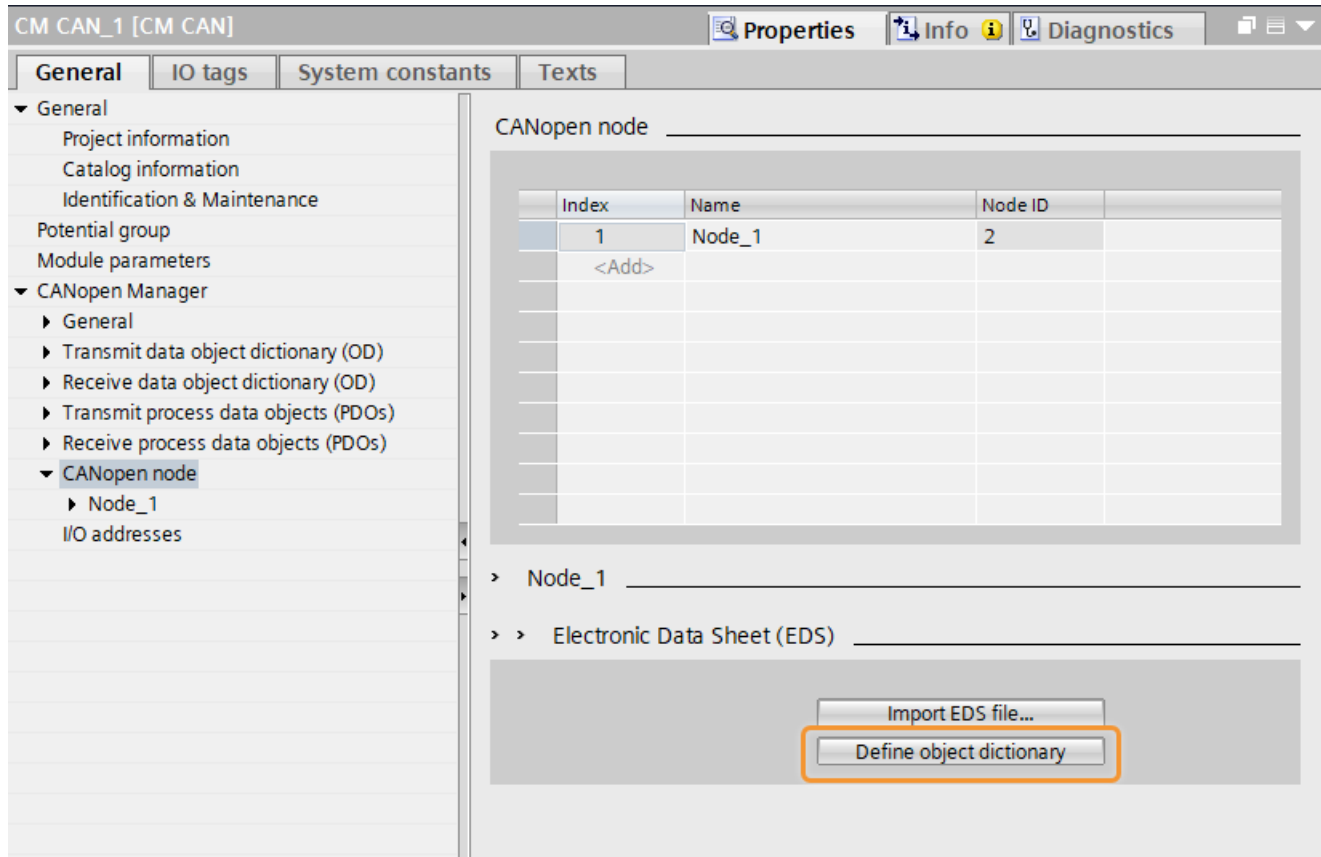 CM CAN_1 [CM CAN]
Properties
Info
Diagnostics
General
IO tags
System constants
Texts
General
Project information
Catalog information
Identification & Maintenance
Potential group
Module parameters
CANopen Manager
General
Transmit data object dictionary (OD)
Receive data object dictionary (OD)
Transmit process data objects (PDOs)
Receive process data objects (PDOs)
CANopen node
Node_1
I/O addresses
CANopen node
Index Name Node ID
1 Node_1 2
<Add>
Node_1
Electronic Data Sheet (EDS)
Import EDS file...
Define object dictionary